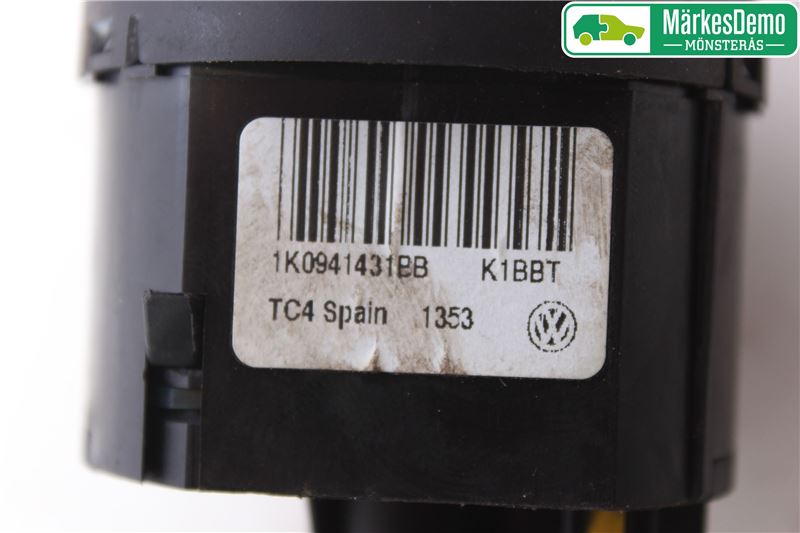 MärkesDemo
MÖNSTERÅS
1K0941431BB K1BBT
TC4 Spain 1353